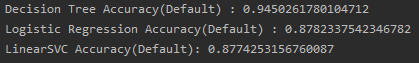 Decision Tree Accuracy(Default) : 0.9450261780104712
Logistic Regression Accuracy(Default) : 0.8782337542346782
LinearSVC Accuracy(Default): 0.8774253156760087